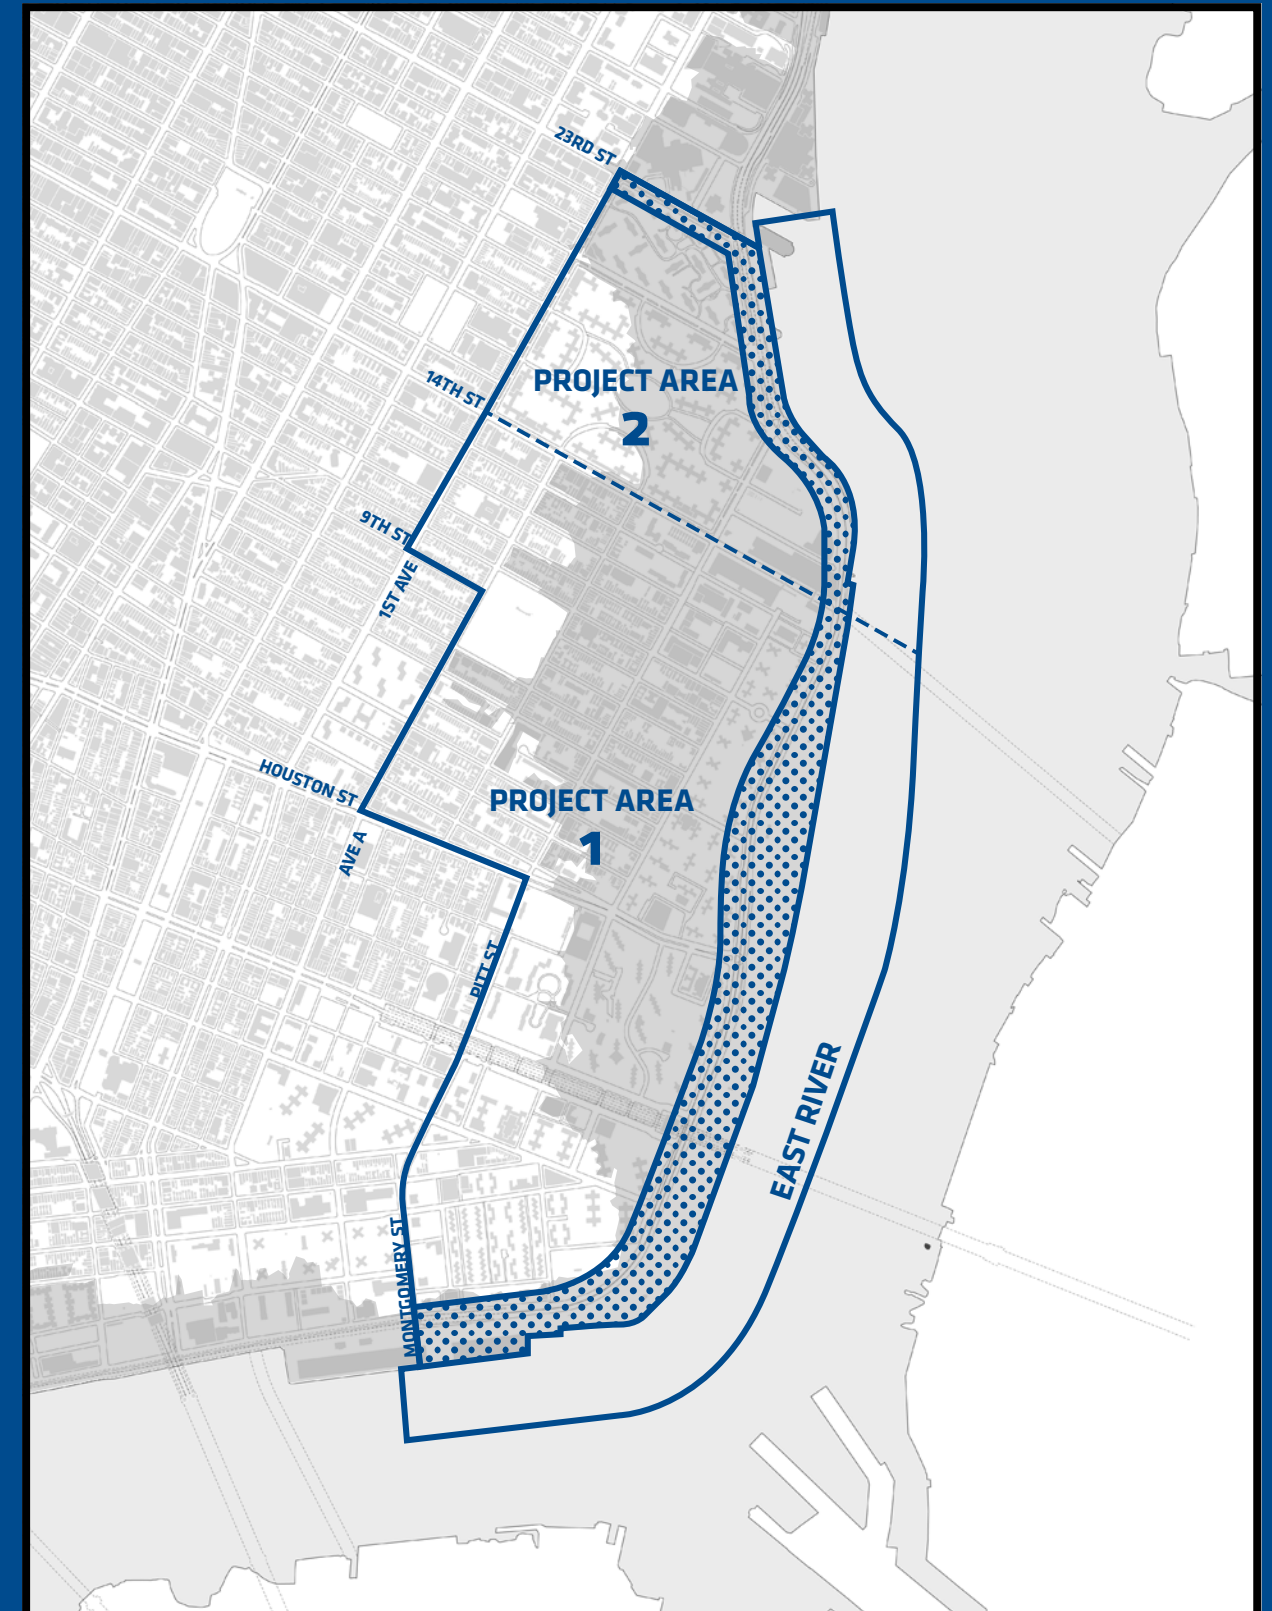 23RD ST
PROJECT AREA
2
14TH ST
9TH ST
1ST AVE
HOUSTON ST
PROJECT AREA
1
AVE A
PITT ST
EAST RIVER
MONTGOMERY ST